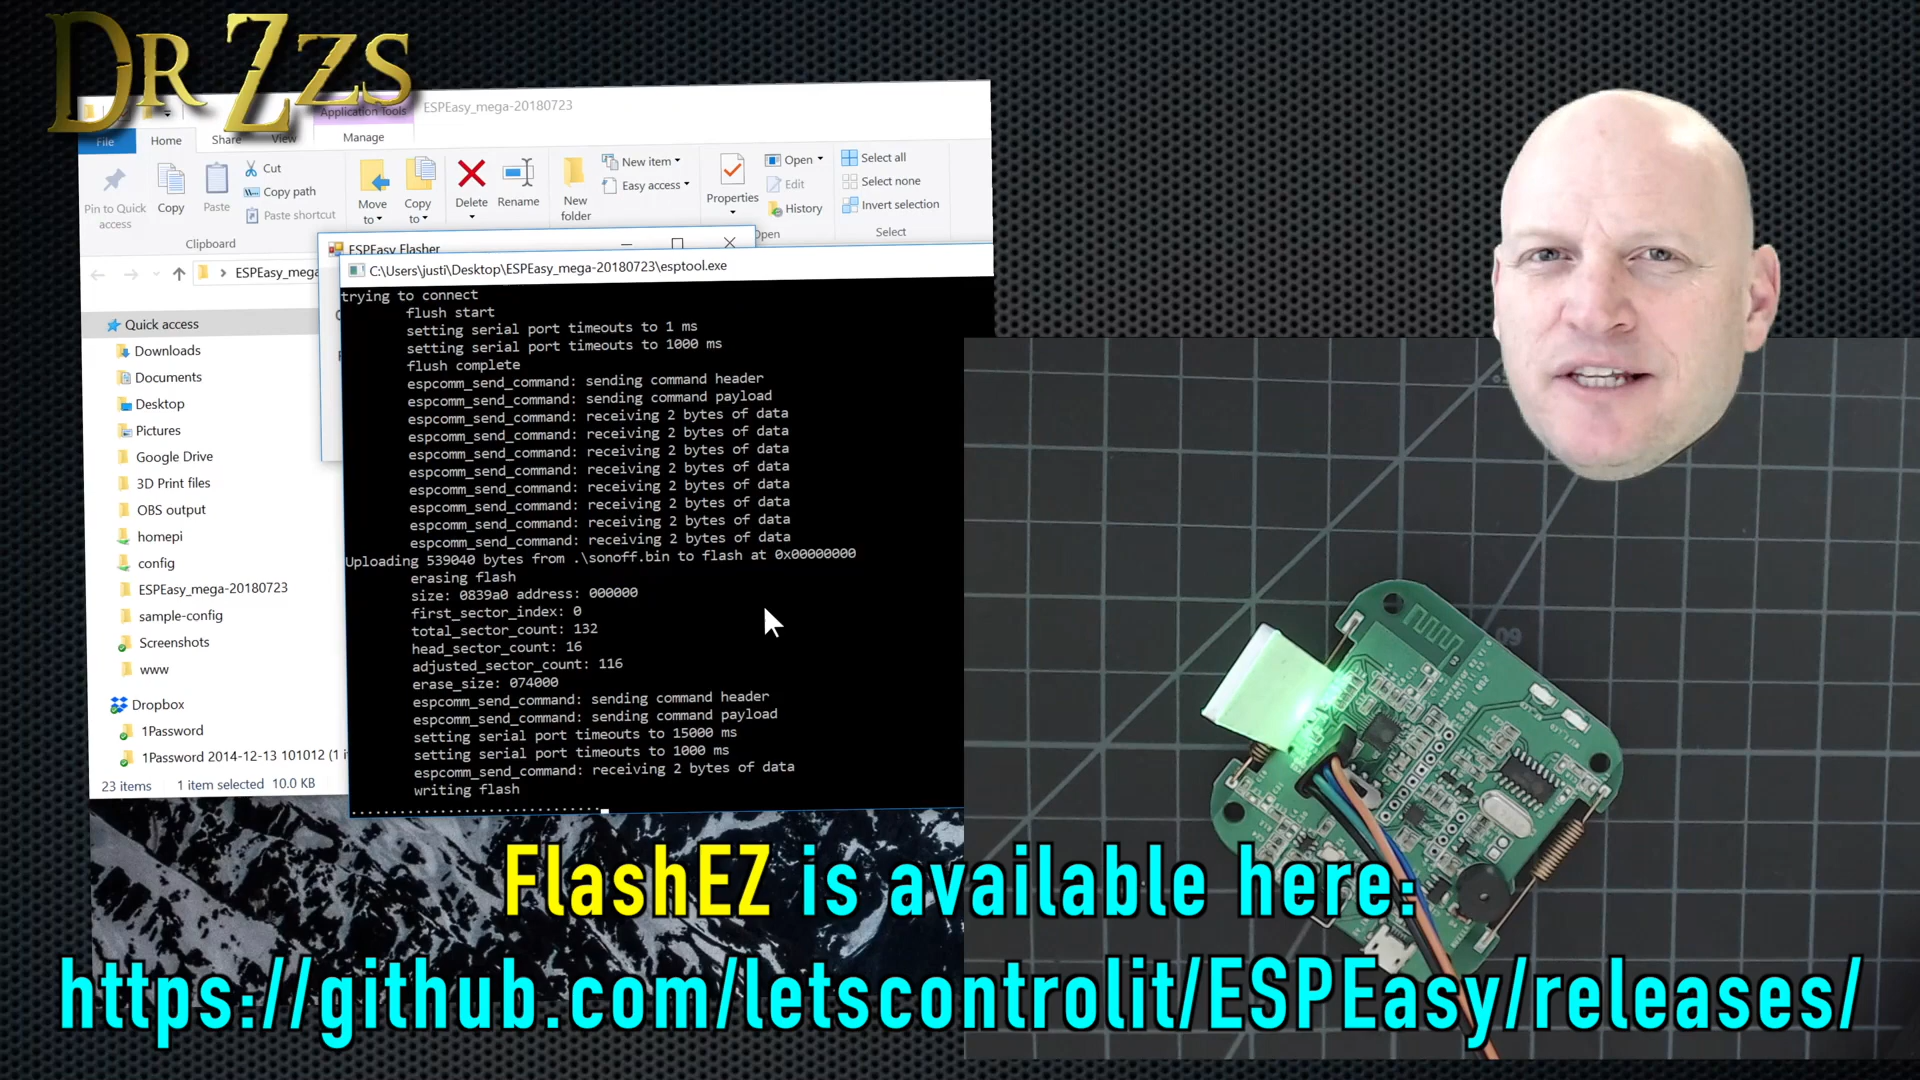 DR ZZS
Application Tools
ESPEasy_mega-20180723
File
Home
Share
View
Manage
Pin to Quick
access
Copy
Paste
Cut
Copy path
Paste shortcut
Clipboard
Move
to
Copy
to
Delete
Rename
New
folder
New item
Easy access
Properties
Open
Edit
History
Open
Select all
Select none
Invert selection
Select
ESPEasy_mega
ESPEasy Flasher
C:\Users\justi\Desktop\ESPEasy_mega-20180723\esptool.exe
Quick access
Downloads
Documents
Desktop
Pictures
Google Drive
3D Print files
OBS output
homepi
config
ESPEasy_mega-20180723
sample-config
Screenshots
www
Dropbox
1Password
1Password 2014-12-13 101012 (1 i
23 items
1 item selected 10.0 KB
trying to connect
flush start
setting serial port timeouts to 1 ms
setting serial port timeouts to 1000 ms
flush complete
espcomm_send_command: sending command header
espcomm_send_command: sending command payload
espcomm_send_command: receiving 2 bytes of data
espcomm_send_command: receiving 2 bytes of data
espcomm_send_command: receiving 2 bytes of data
espcomm_send_command: receiving 2 bytes of data
espcomm_send_command: receiving 2 bytes of data
espcomm_send_command: receiving 2 bytes of data
espcomm_send_command: receiving 2 bytes of data
espcomm_send_command: receiving 2 bytes of data
Uploading 539040 bytes from .\sonoff.bin to flash at 0x00000000
erasing flash
size: 0839a0 address: 000000
first_sector_index: 0
total_sector_count: 132
head_sector_count: 16
adjusted_sector_count: 116
erase_size: 074000
espcomm_send_command: sending command header
espcomm_send_command: sending command payload
setting serial port timeouts to 15000 ms
setting serial port timeouts to 1000 ms
espcomm_send_command: receiving 2 bytes of data
writing flash
...............................
FlashEZ is available here:
https://github.com/letscontrolit/ESPEasy/releases/